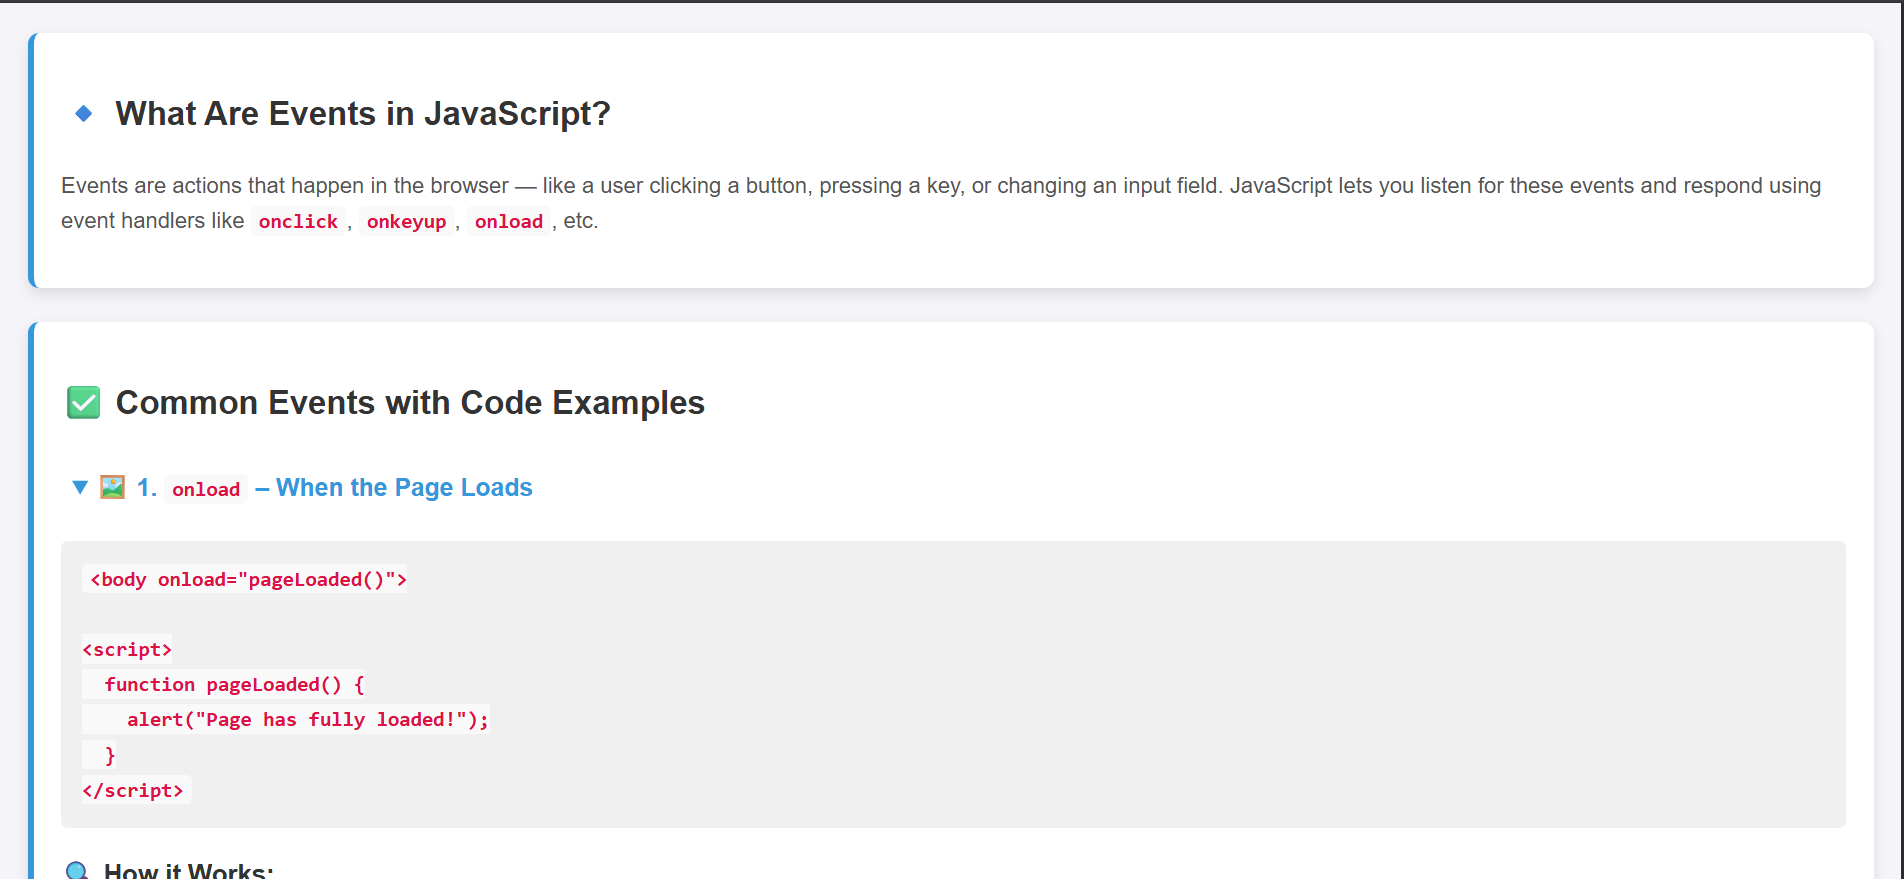 What Are Events in JavaScript?
Events are actions that happen in the browser — like a user clicking a button, pressing a key, or changing an input field. JavaScript lets you listen for these events and respond using
event handlers like onclick, onkeyup, onload, etc.
Common Events with Code Examples
1. onload – When the Page Loads
<body onload="pageLoaded()">
<script>
  function pageLoaded() {
    alert("Page has fully loaded!");
  }
</script>
How it Works: